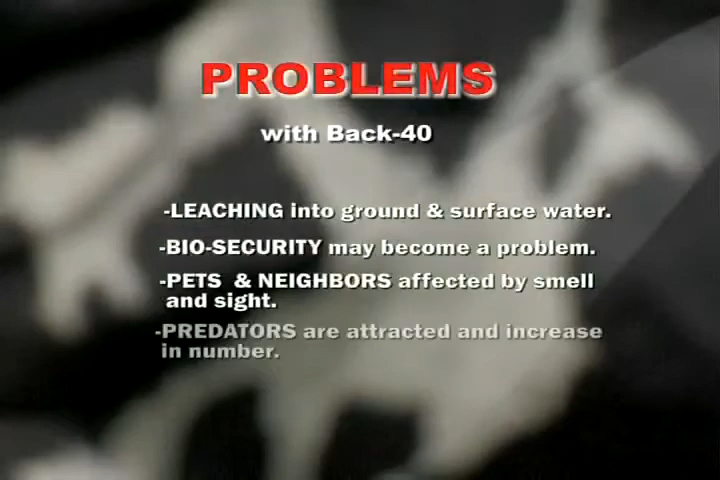 PROBLEMS
with Back-40
-LEACHING into ground & surface water.
-BIO-SECURITY may become a problem.
-PETS & NEIGHBORS affected by smell
and sight.
-PREDATORS are attracted and increase
in number.